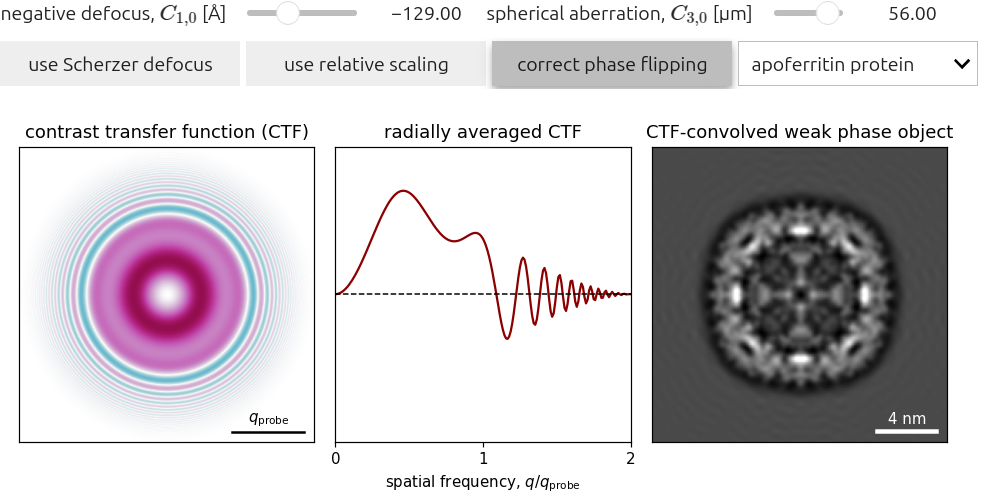 negative defocus, C₁,₀ [Å] −129.00 spherical aberration, C₃,₀ [μm] 56.00
use Scherzer defocus use relative scaling correct phase flipping apoferritin protein
contrast transfer function (CTF) radially averaged CTF CTF-convolved weak phase object
q probe 4 nm
0 1 2
spatial frequency, q/q probe